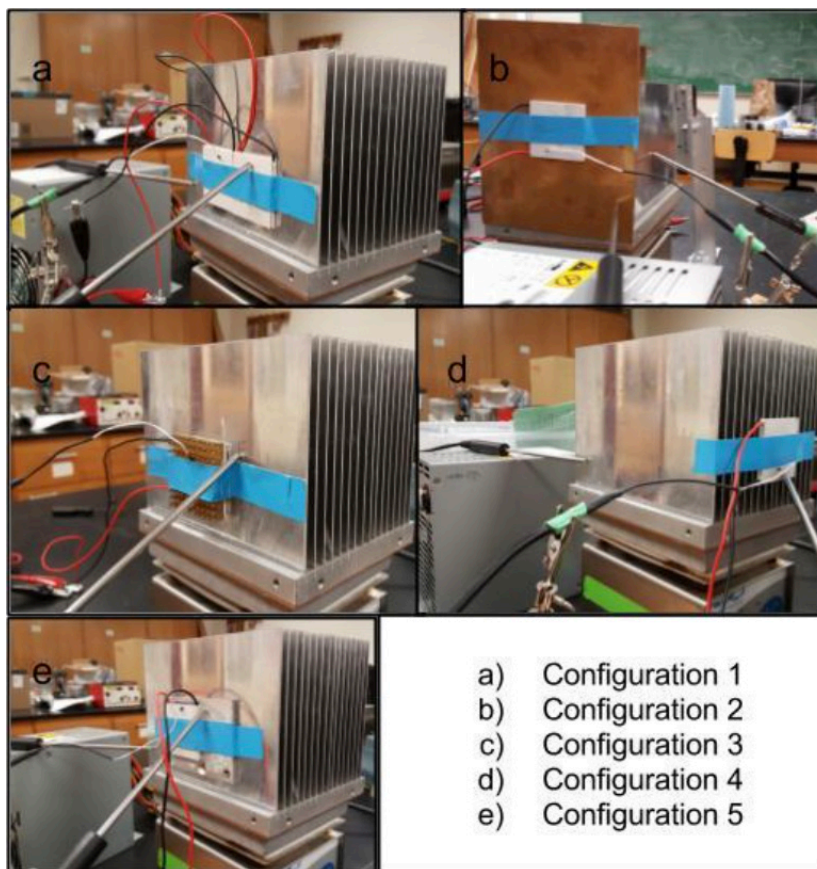 a
b
c
d
e
a) Configuration 1
b) Configuration 2
c) Configuration 3
d) Configuration 4
e) Configuration 5